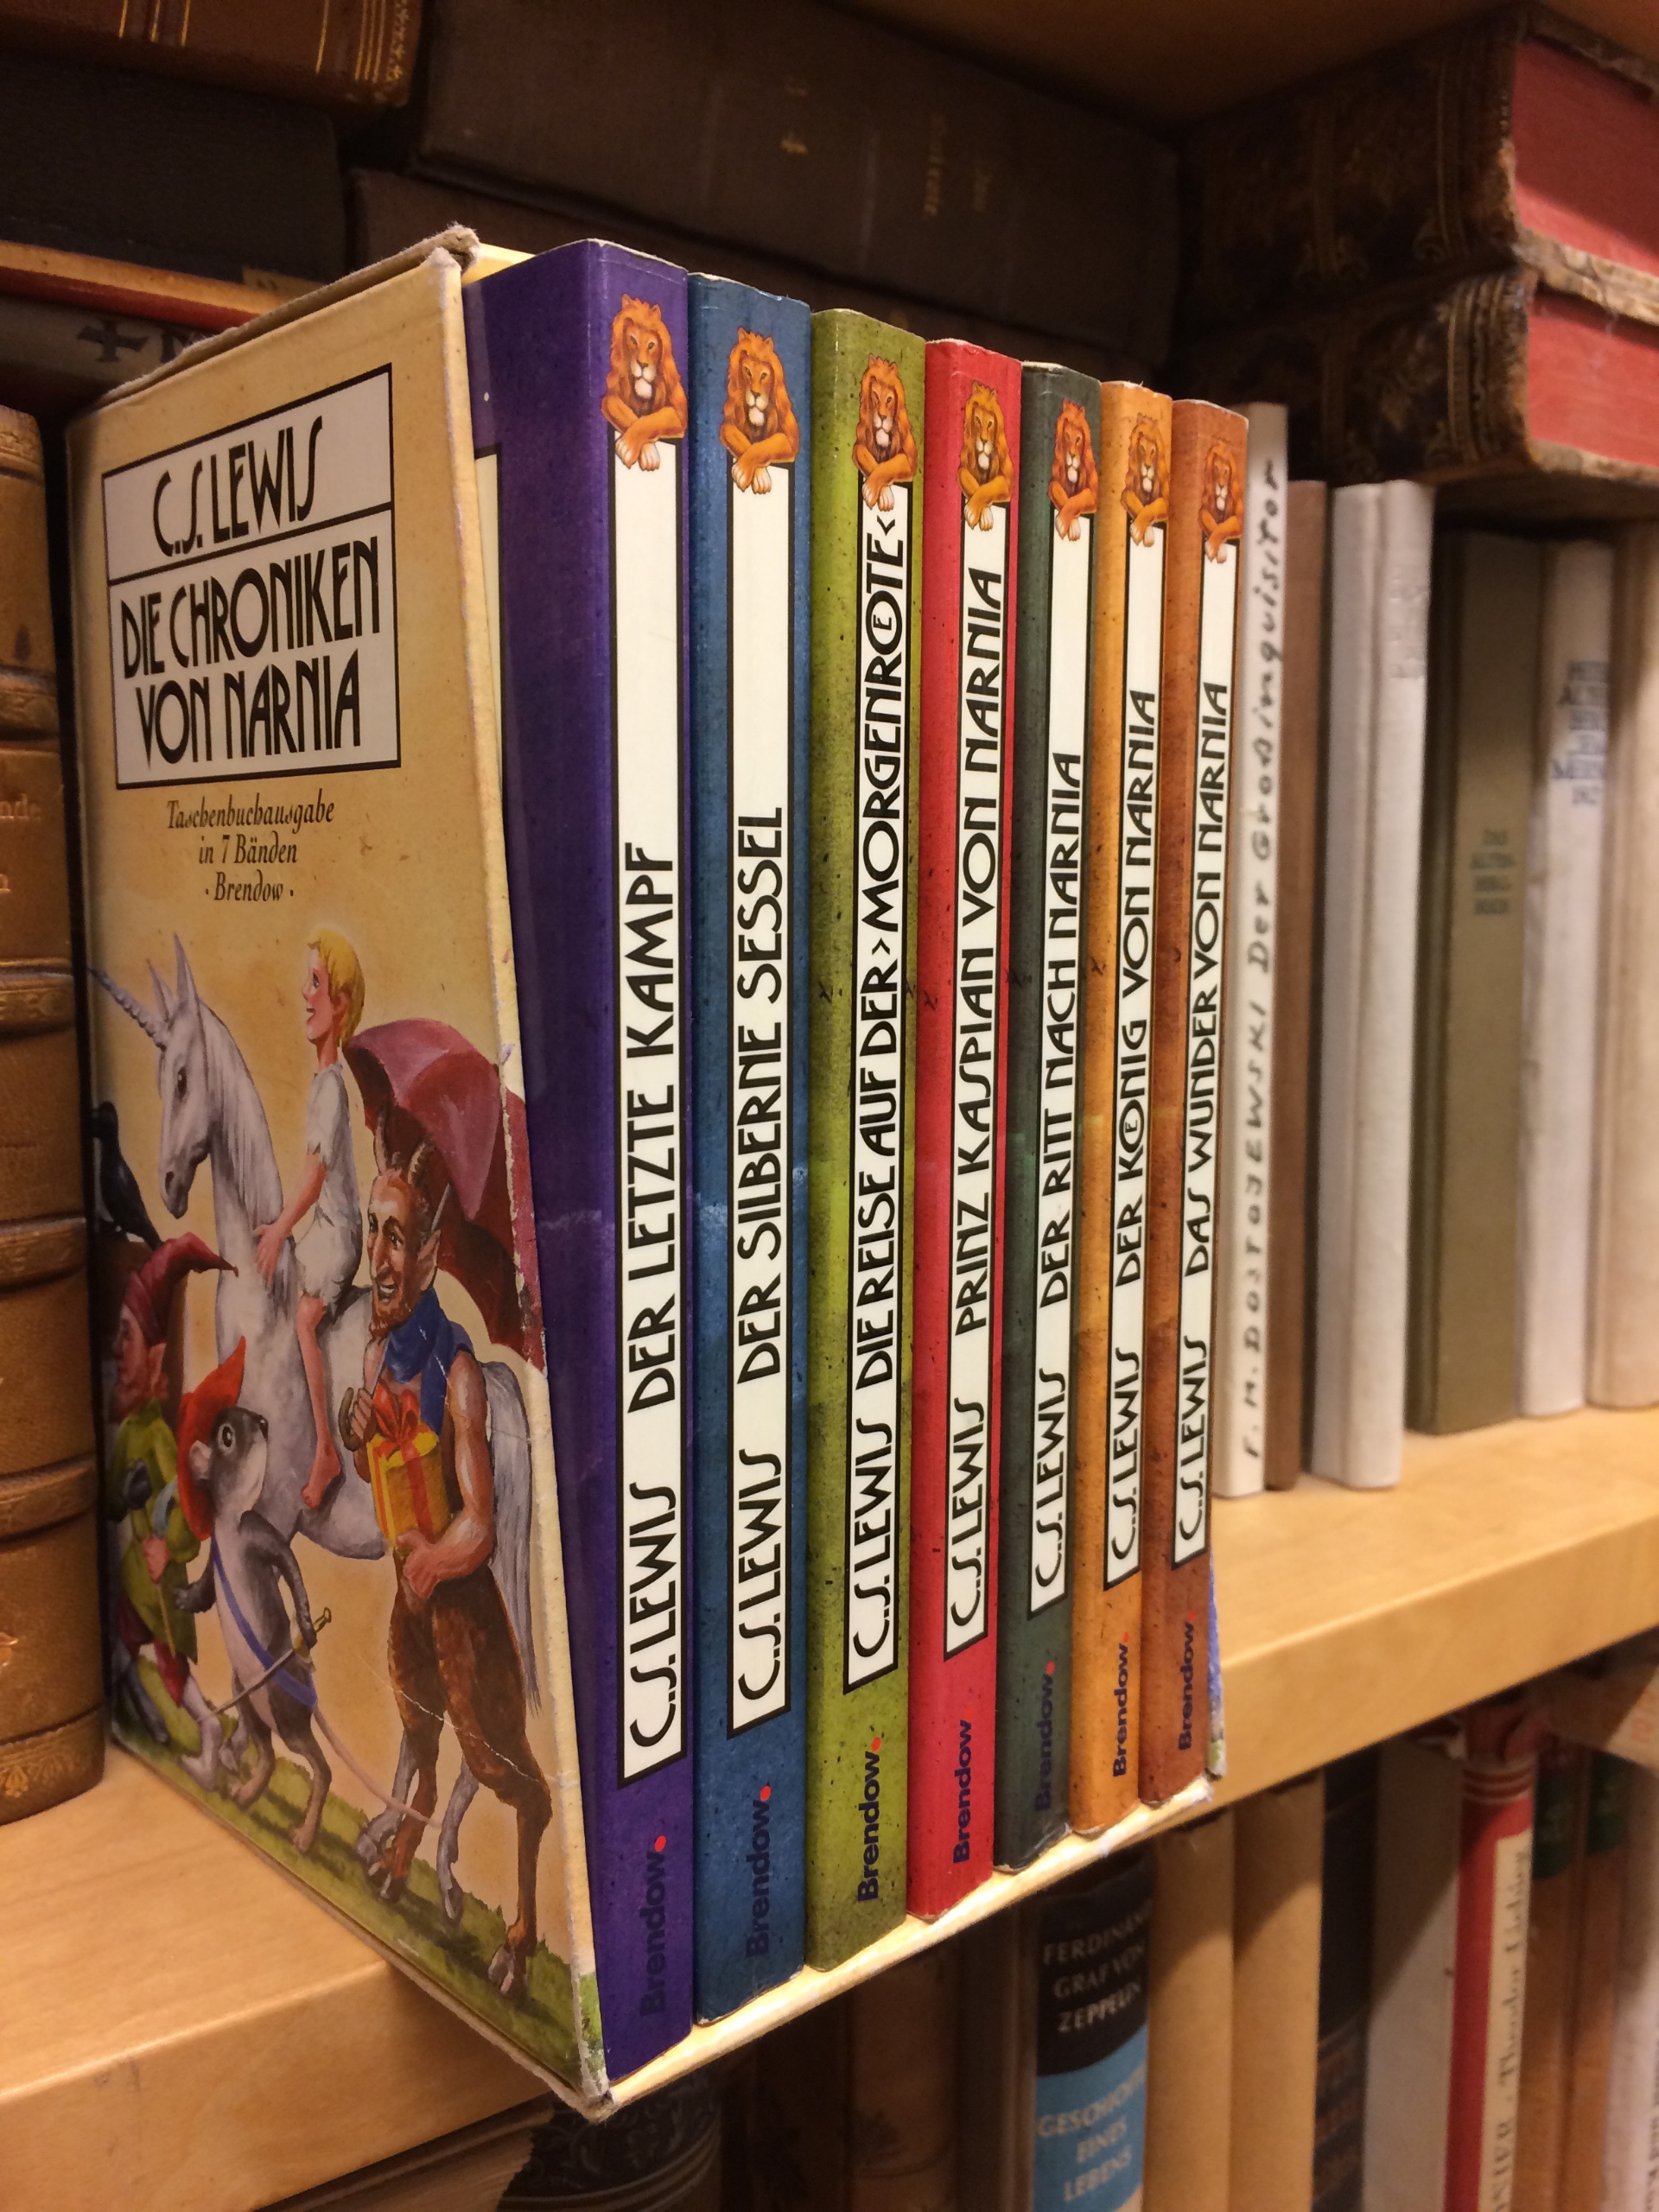 C.S. LEWIS
DIE CHRONIKEN
VON NARNIA
Taschenbuchausgabe
in 7 Bänden
· Brendow ·
C.S. LEWIS DER LETZTE KAMPF
Brendow.
C.S. LEWIS DER SILBERNE SESSEL
Brendow.
C.S. LEWIS DIE REISE AUF DER >MORGENRŒTE<
Brendow.
C.S. LEWIS PRINZ KASPIAN VON NARNIA
Brendow
C.S. LEWIS DER RITT NACH NARNIA
Brendow.
C.S. LEWIS DER KŒNIG VON NARNIA
Brendow.
C.S. LEWIS DAS WUNDER VON NARNIA
Brendow.
F. M. DOSTOJEWSKI Der Großinquisitor
FERDINAND
GRAF VON
ZEPPELIN
GESCHICHTE
EINES
LEBENS